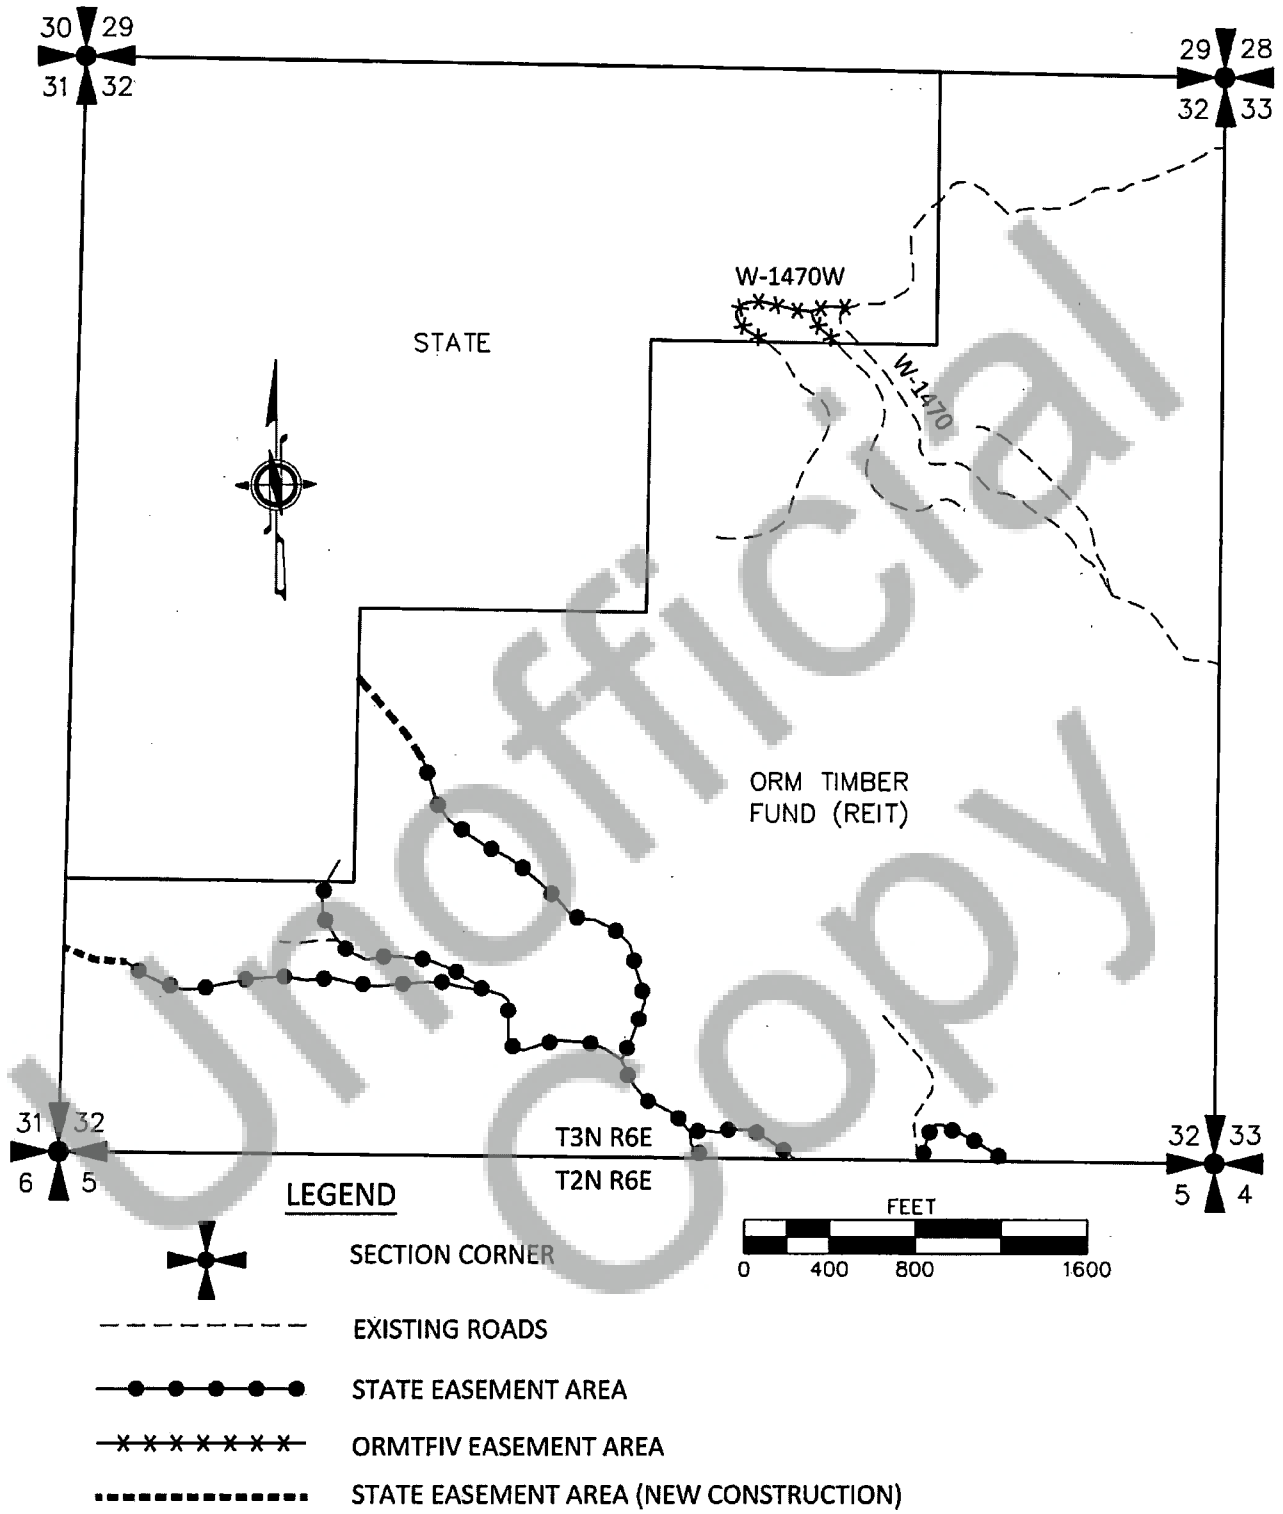 30 29
31 32
29 28
32 33
W-1470W
STATE
W-1470
ORM TIMBER
FUND (REIT)
31 32
6 5
T3N R6E
T2N R6E
32 33
5 4
LEGEND
FEET
0 400 800 1600
SECTION CORNER
EXISTING ROADS
STATE EASEMENT AREA
ORMTFIV EASEMENT AREA
STATE EASEMENT AREA (NEW CONSTRUCTION)
Unofficial
Copy